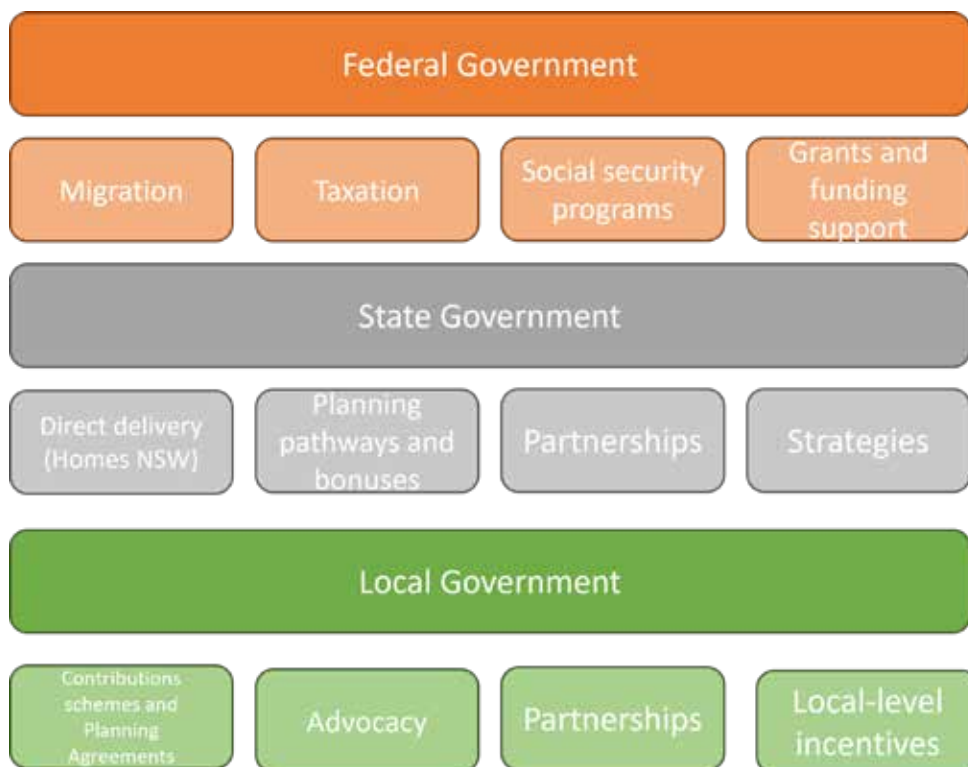 Federal Government
Migration
Taxation
Social security
programs
Grants and
funding
support
State Government
Direct delivery
(Homes NSW)
Planning
pathways and
bonuses
Partnerships
Strategies
Local Government
Contributions
schemes and
Planning
Agreements
Advocacy
Partnerships
Local-level
incentives